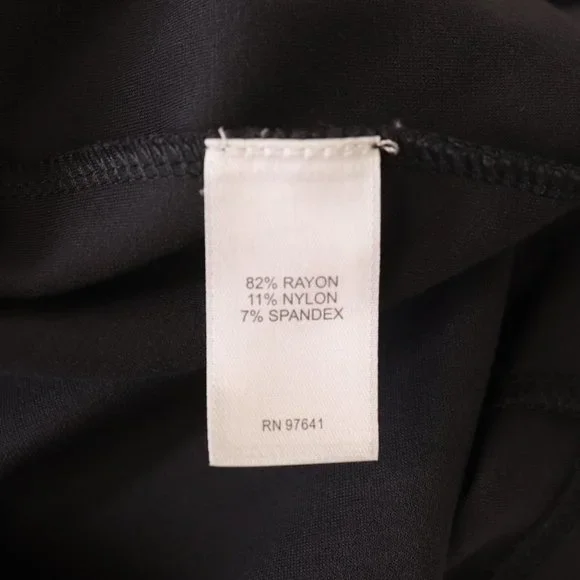 82% RAYON
11% NYLON
7% SPANDEX
RN 97641